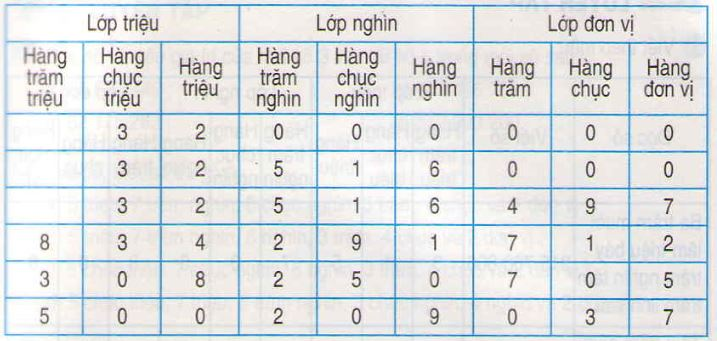 Lớp triệu Lớp nghìn Lớp đơn vị
Hàng trăm triệu Hàng chục triệu Hàng triệu Hàng trăm nghìn Hàng chục nghìn Hàng nghìn Hàng trăm Hàng chục Hàng đơn vị
3 2 0 0 0 0 0 0
3 2 5 1 6 0 0 0
3 2 5 1 6 4 9 7
8 3 4 2 9 1 7 1 2
3 0 8 2 5 0 7 0 5
5 0 0 2 0 9 0 3 7